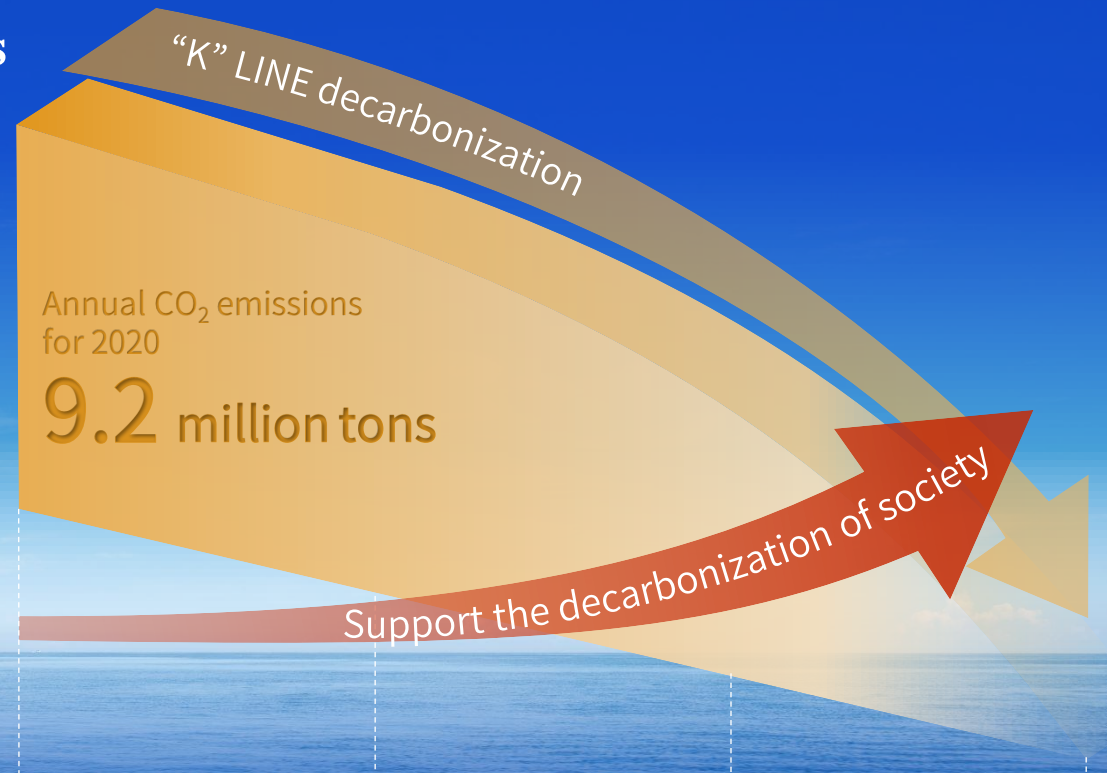 s
“K” LINE decarbonization
Annual CO₂ emissions
for 2020
9.2 million tons
Support the decarbonization of society